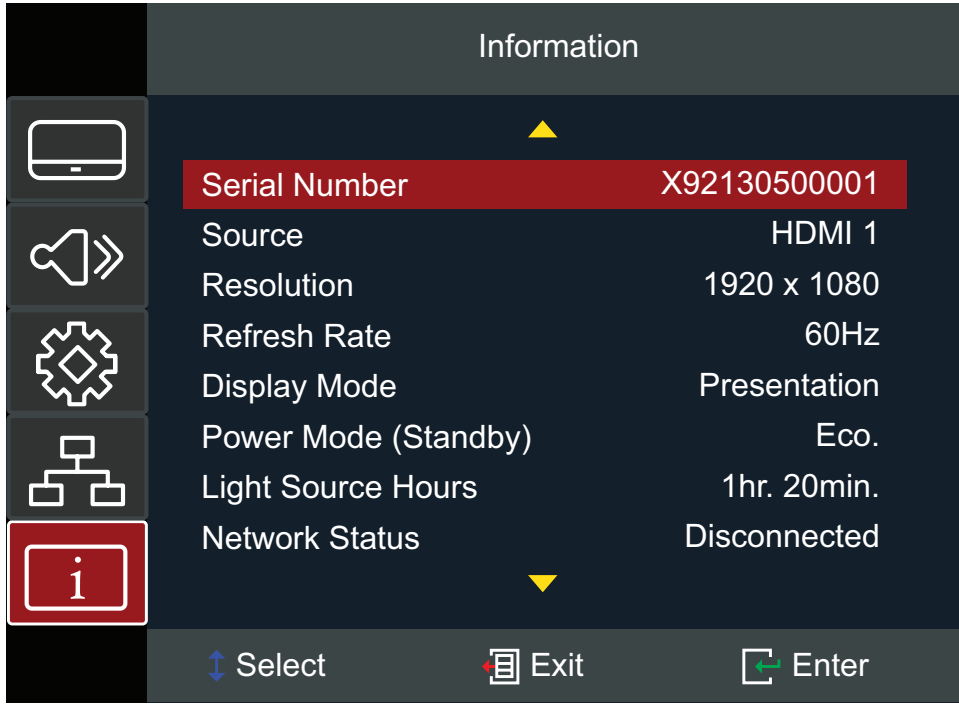 Information
Serial Number X92130500001
Source HDMI 1
Resolution 1920 x 1080
Refresh Rate 60Hz
Display Mode Presentation
Power Mode (Standby) Eco.
Light Source Hours 1hr. 20min.
Network Status Disconnected
i
Select Exit Enter